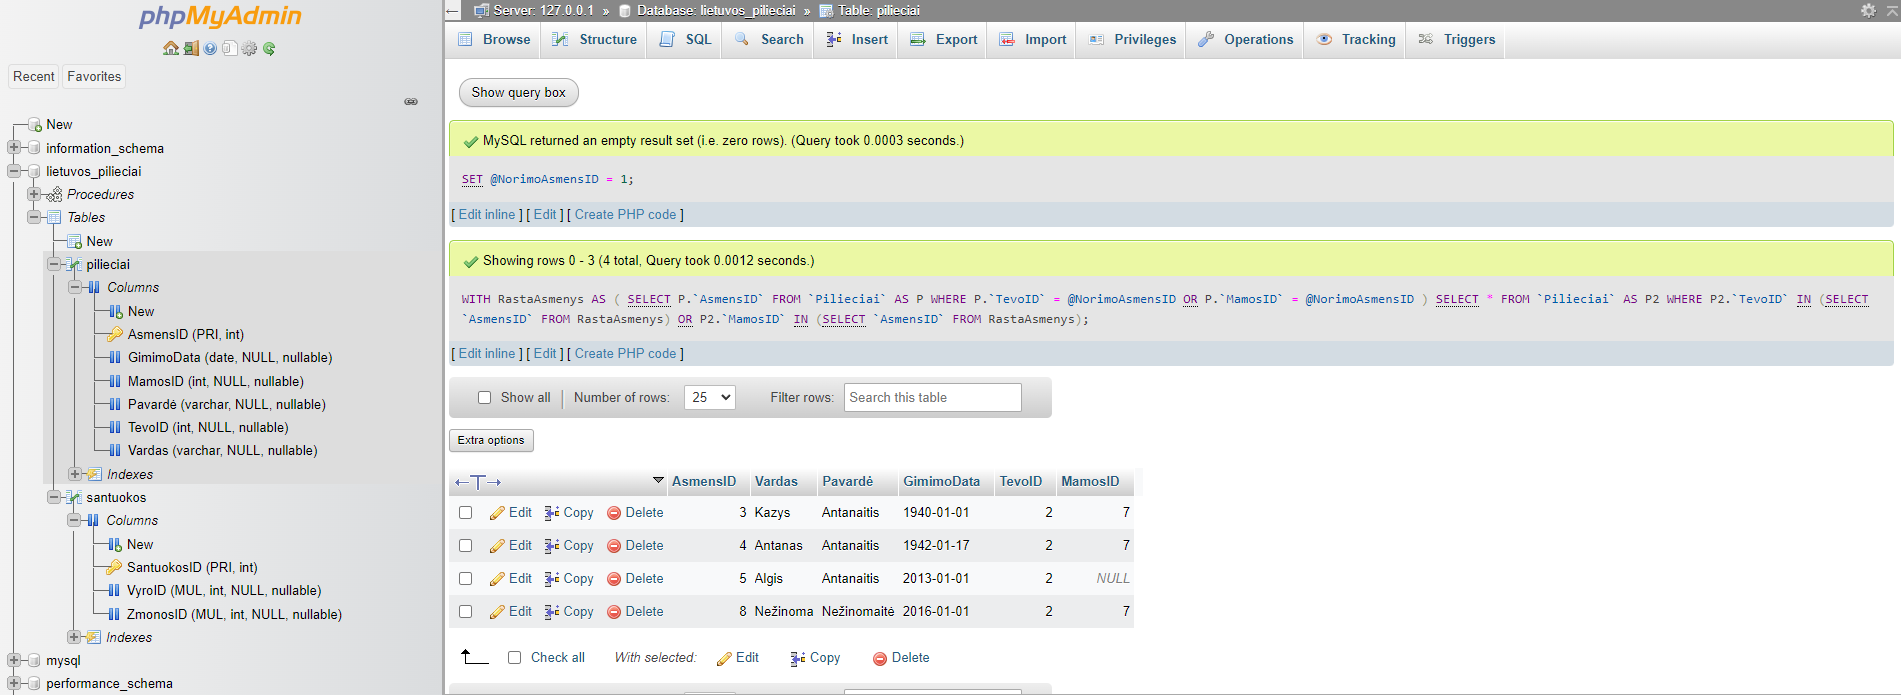 phpMyAdmin
Recent Favorites
New
information_schema
lietuvos_pilieciai
Procedures
Tables
New
pilieciai
Columns
New
AsmensID (PRI, int)
GimimoData (date, NULL, nullable)
MamosID (int, NULL, nullable)
Pavardė (varchar, NULL, nullable)
TevoID (int, NULL, nullable)
Vardas (varchar, NULL, nullable)
Indexes
santuokos
Columns
New
SantuokosID (PRI, int)
VyroID (MUL, int, NULL, nullable)
ZmonosID (MUL, int, NULL, nullable)
Indexes
mysql
performance_schema
Server: 127.0.0.1 » Database: lietuvos_pilieciai » Table: pilieciai
Browse Structure SQL Search Insert Export Import Privileges Operations Tracking Triggers
Show query box
MySQL returned an empty result set (i.e. zero rows). (Query took 0.0003 seconds.)
SET @NorimoAsmensID = 1;
[ Edit inline ] [ Edit ] [ Create PHP code ]
Showing rows 0 - 3 (4 total, Query took 0.0012 seconds.)
WITH RastaAsmenys AS ( SELECT P.`AsmensID` FROM `Pilieciai` AS P WHERE P.`TevoID` = @NorimoAsmensID OR P.`MamosID` = @NorimoAsmensID ) SELECT * FROM `Pilieciai` AS P2 WHERE P2.`TevoID` IN (SELECT
`AsmensID` FROM RastaAsmenys) OR P2.`MamosID` IN (SELECT `AsmensID` FROM RastaAsmenys);
[ Edit inline ] [ Edit ] [ Create PHP code ]
Show all Number of rows: 25 Filter rows: Search this table
Extra options
←T→ AsmensID Vardas Pavardė GimimoData TevoID MamosID
Edit Copy Delete 3 Kazys Antanaitis 1940-01-01 2 7
Edit Copy Delete 4 Antanas Antanaitis 1942-01-17 2 7
Edit Copy Delete 5 Algis Antanaitis 2013-01-01 2 NULL
Edit Copy Delete 8 Nežinoma Nežinomaitė 2016-01-01 2 7
Check all With selected: Edit Copy Delete